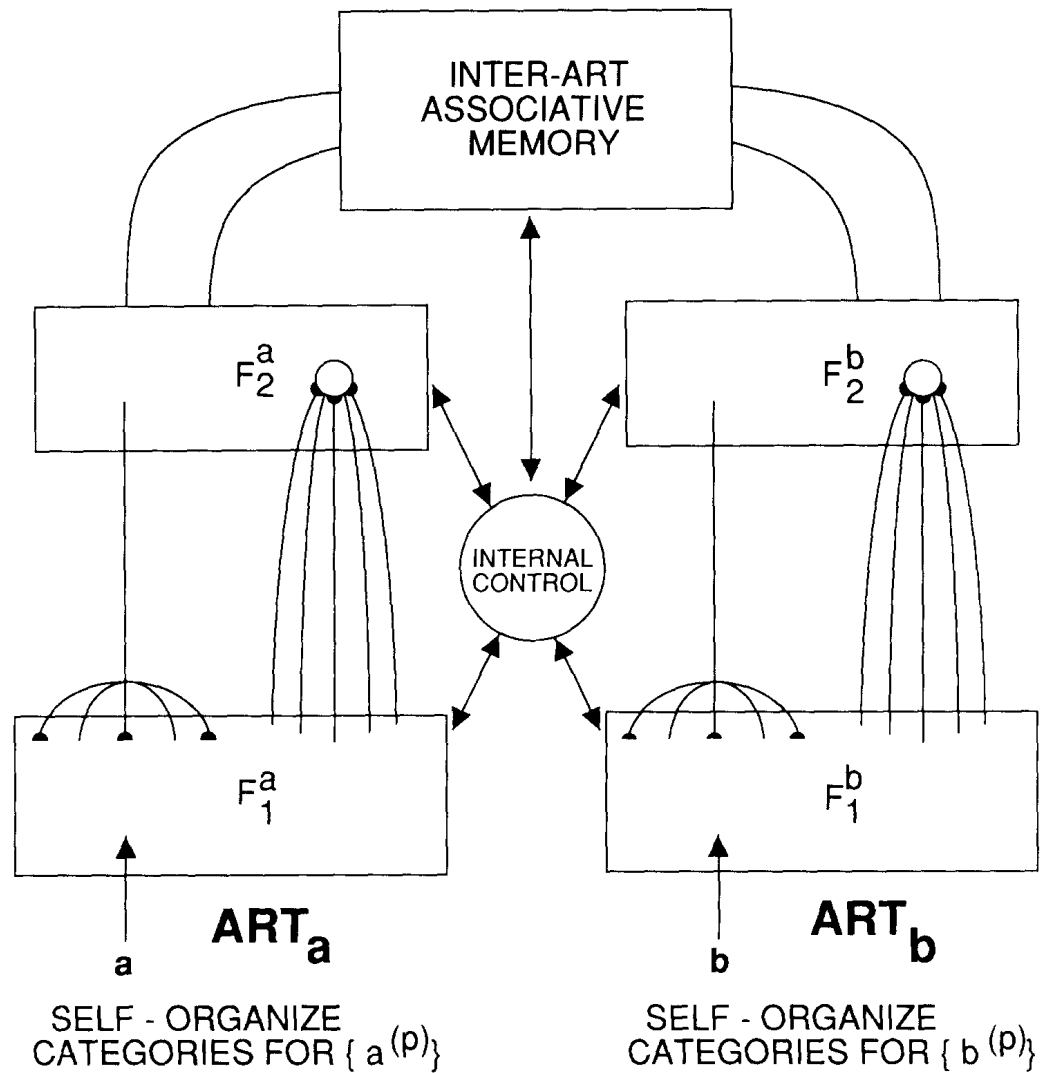 INTER-ART
ASSOCIATIVE
MEMORY
F₂ᵃ
F₂ᵇ
INTERNAL
CONTROL
F₁ᵃ
F₁ᵇ
ARTₐ
a
ART_b
b
SELF - ORGANIZE
CATEGORIES FOR { a⁽ᵖ⁾}
SELF - ORGANIZE
CATEGORIES FOR { b⁽ᵖ⁾}